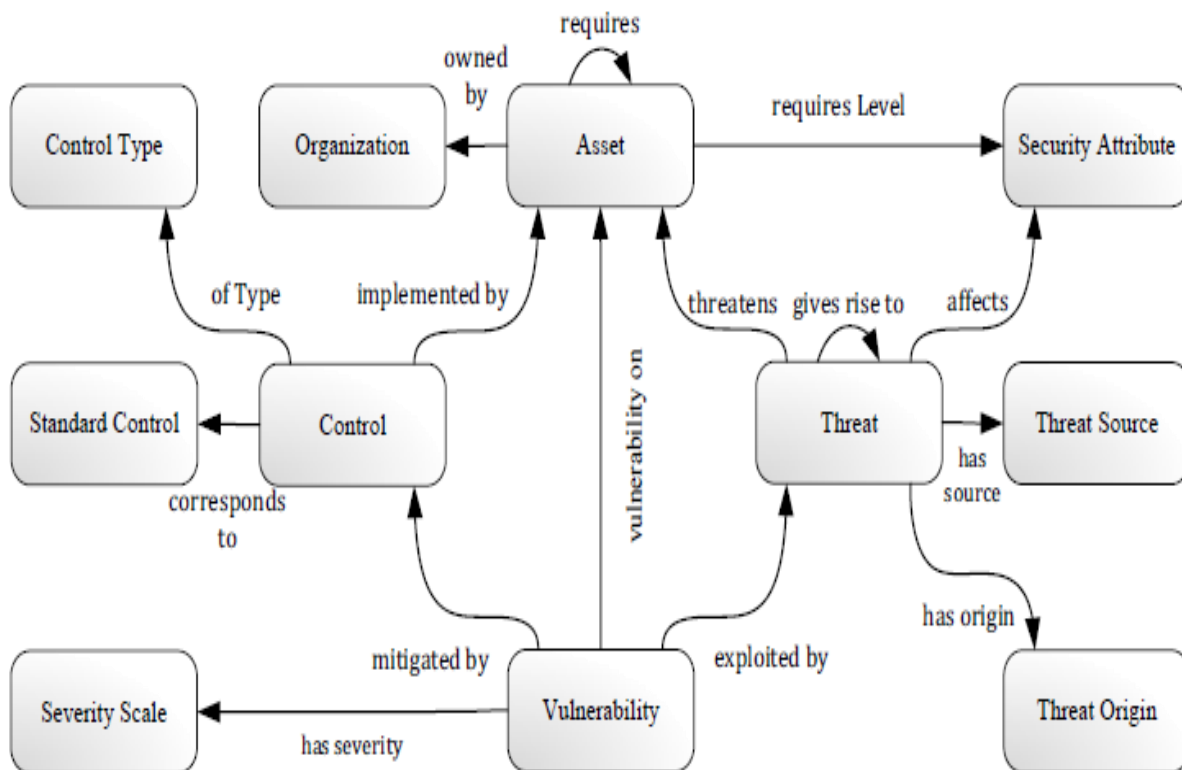 requires
owned
by
requires Level
Control Type
Organization
Asset
Security Attribute
of Type
implemented by
threatens
gives rise to
affects
vulnerability on
Standard Control
Control
Threat
Threat Source
has
source
corresponds
to
has origin
mitigated by
exploited by
Severity Scale
has severity
Vulnerability
Threat Origin